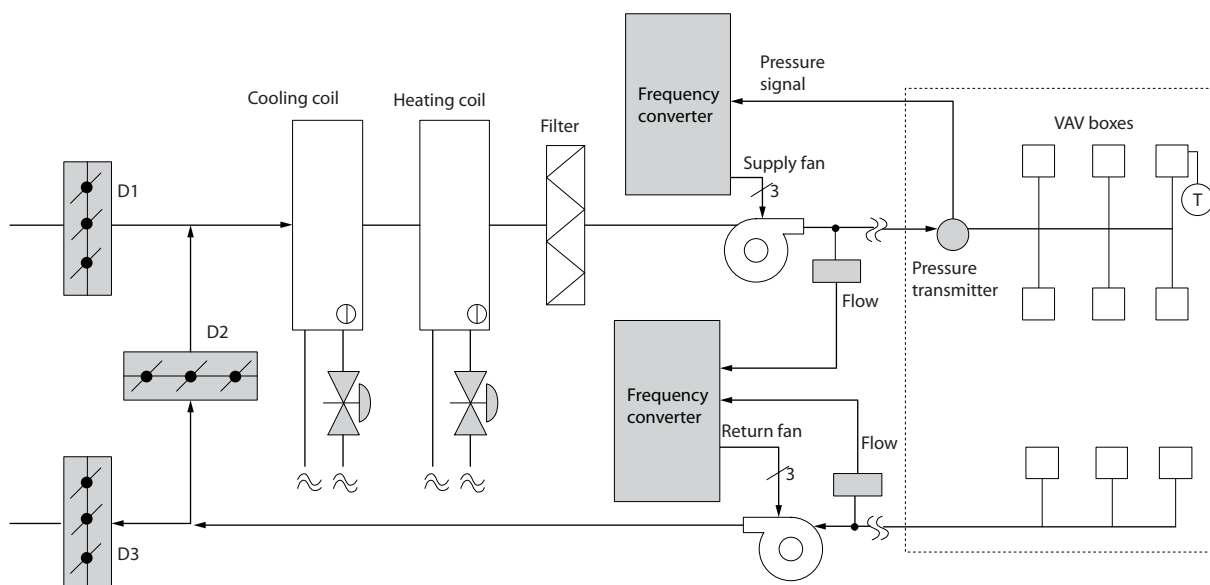 Cooling coil
Heating coil
Filter
Frequency
converter
Pressure
signal
VAV boxes
D1
Supply fan
3
T
Pressure
transmitter
Flow
D2
Frequency
converter
Return fan
3
Flow
D3